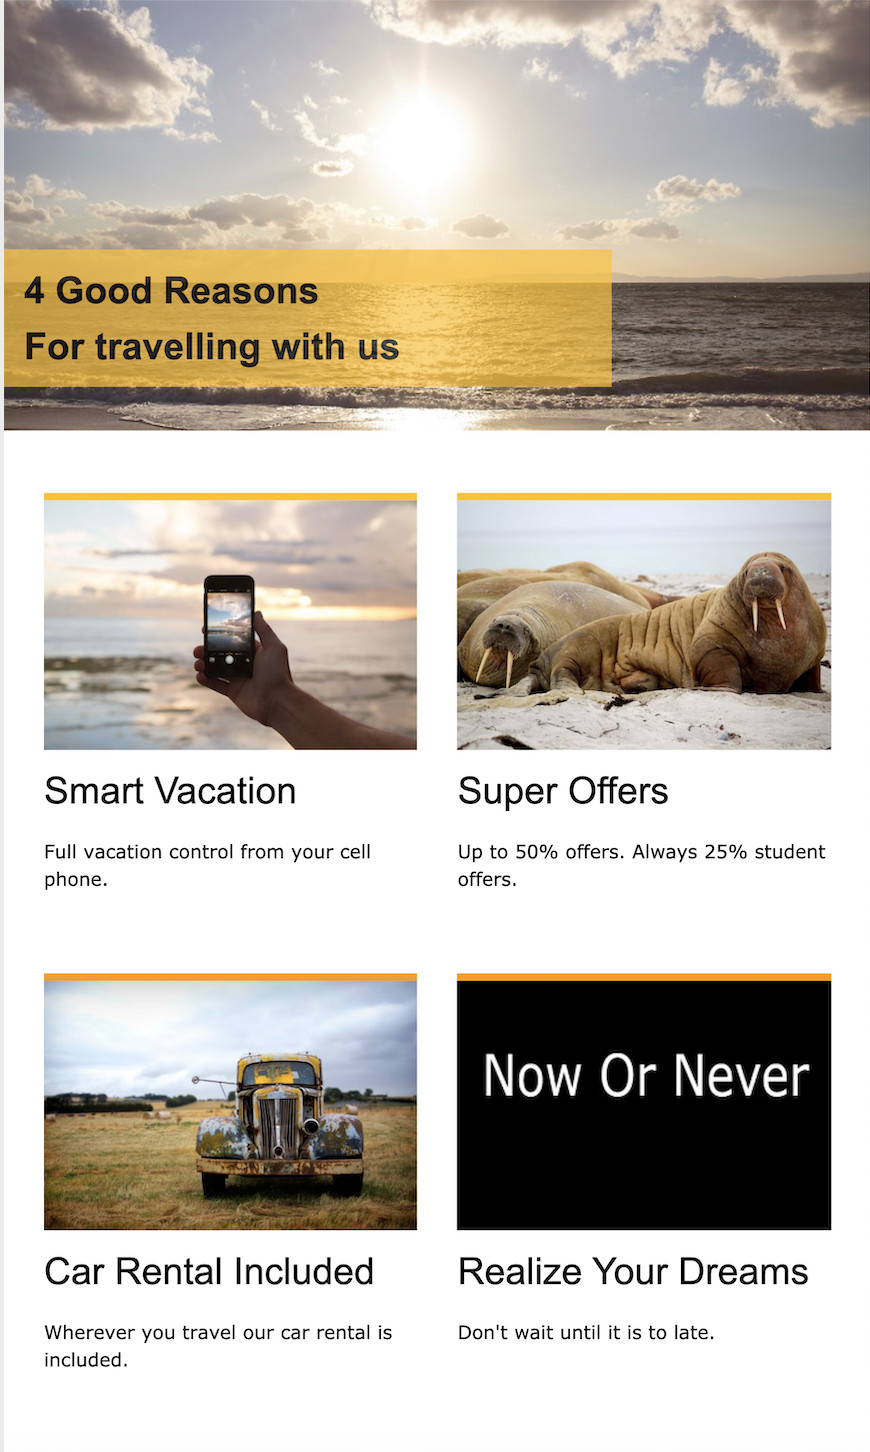 4 Good Reasons
For travelling with us
Smart Vacation
Full vacation control from your cell
phone.
Super Offers
Up to 50% offers. Always 25% student
offers.
Car Rental Included
Wherever you travel our car rental is
included.
Now Or Never
Realize Your Dreams
Don't wait until it is to late.